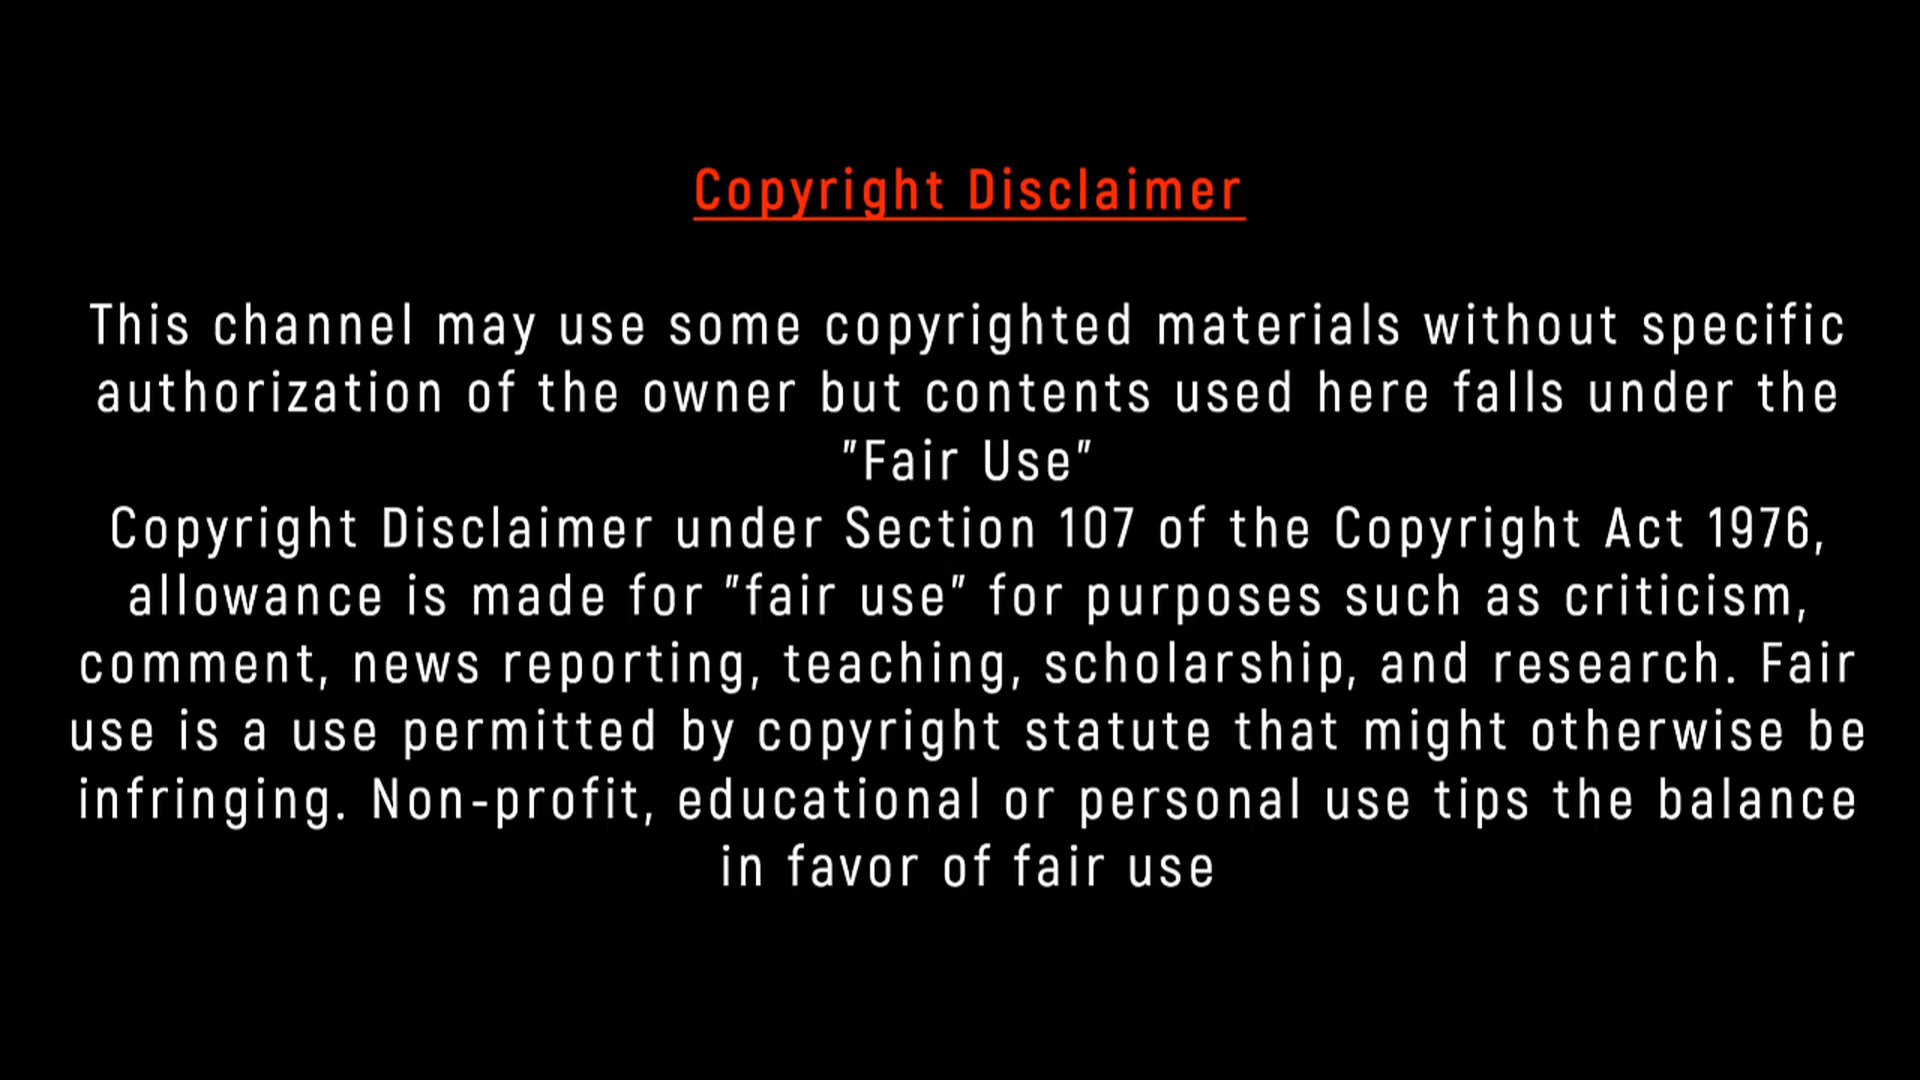 Copyright Disclaimer
This channel may use some copyrighted materials without specific
authorization of the owner but contents used here falls under the
"Fair Use"
Copyright Disclaimer under Section 107 of the Copyright Act 1976,
allowance is made for "fair use" for purposes such as criticism,
comment, news reporting, teaching, scholarship, and research. Fair
use is a use permitted by copyright statute that might otherwise be
infringing. Non-profit, educational or personal use tips the balance
in favor of fair use